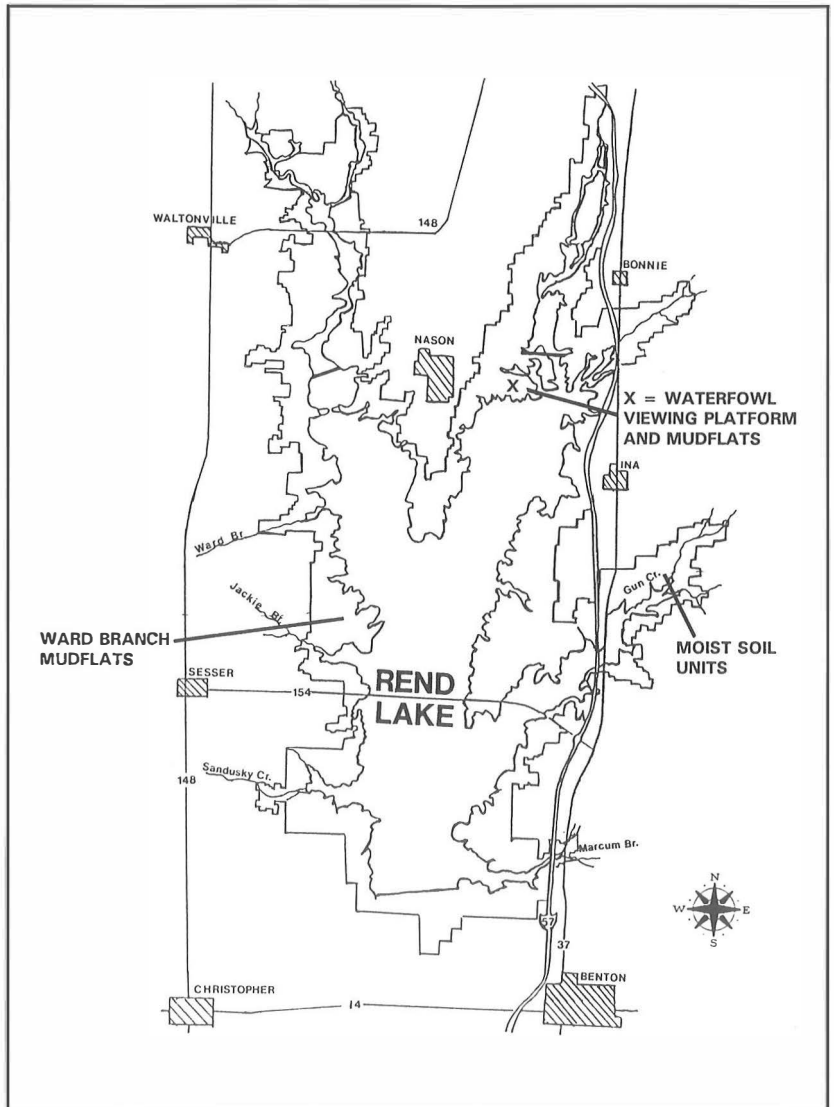 WALTONVILLE
148
BONNIE
NASON
X
X = WATERFOWL
VIEWING PLATFORM
AND MUDFLATS
INA
Ward Br.
Jackie Br.
Gun Cr.
WARD BRANCH
MUDFLATS
MOIST SOIL
UNITS
SESSER
154
REND
LAKE
148
Sandusky Cr.
Marcum Br.
N
W
E
S
57
37
CHRISTOPHER
14
BENTON